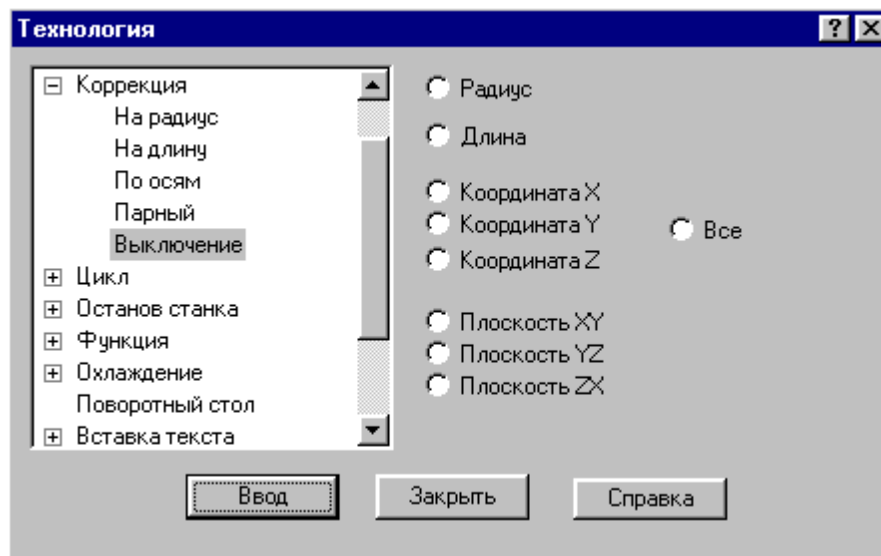 Технология
Коррекция
На радиус
На длину
По осям
Парный
Выключение
Цикл
Останов станка
Функция
Охлаждение
Поворотный стол
Вставка текста
Радиус
Длина
Координата X
Координата Y
Координата Z
Все
Плоскость XY
Плоскость YZ
Плоскость ZX
Ввод
Закрыть
Справка